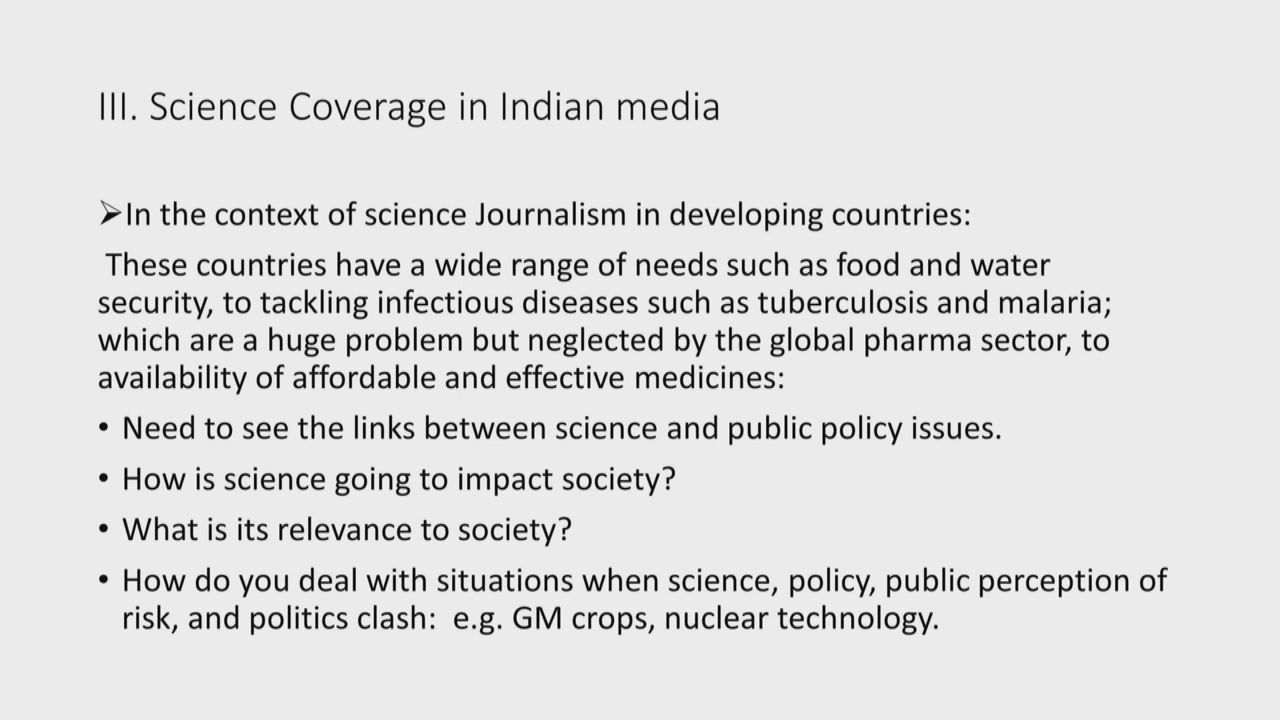 III. Science Coverage in Indian media
➢In the context of science Journalism in developing countries:
These countries have a wide range of needs such as food and water
security, to tackling infectious diseases such as tuberculosis and malaria;
which are a huge problem but neglected by the global pharma sector, to
availability of affordable and effective medicines:
• Need to see the links between science and public policy issues.
• How is science going to impact society?
• What is its relevance to society?
• How do you deal with situations when science, policy, public perception of
risk, and politics clash:  e.g. GM crops, nuclear technology.